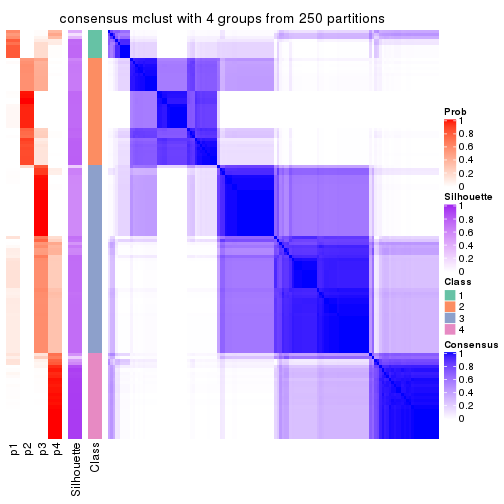 consensus mclust with 4 groups from 250 partitions
Prob
1
0.8
0.6
0.4
0.2
0
Silhouette
1
0.8
0.6
0.4
0.2
0
Class
1
2
3
4
Consensus
1
0.8
0.6
0.4
0.2
0
p1
p2
p3
p4
Silhouette
Class